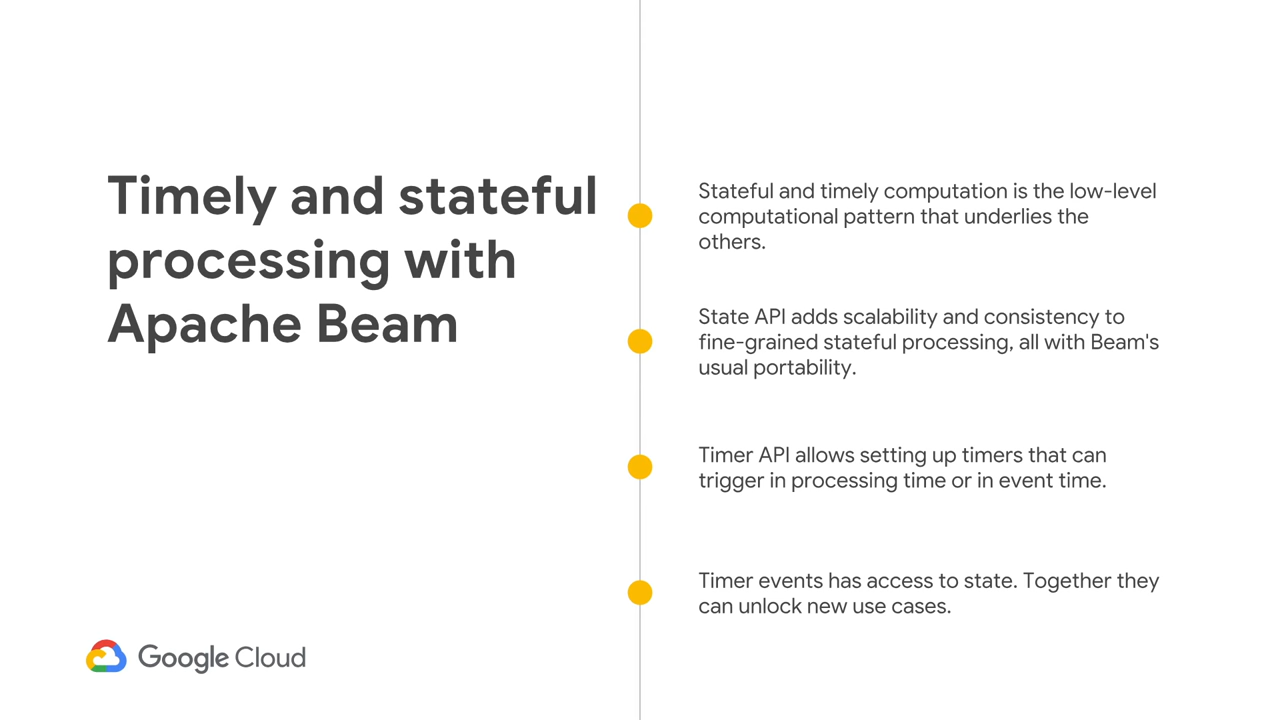 Timely and stateful
processing with
Apache Beam
Stateful and timely computation is the low-level
computational pattern that underlies the
others.
State API adds scalability and consistency to
fine-grained stateful processing, all with Beam's
usual portability.
Timer API allows setting up timers that can
trigger in processing time or in event time.
Timer events has access to state. Together they
can unlock new use cases.
Google Cloud